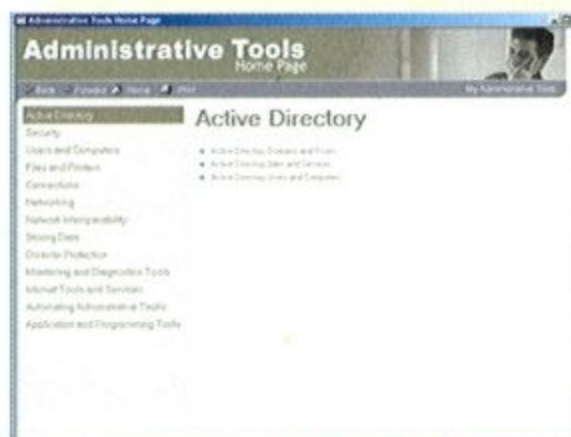 Administrative Tools Home Page
Administrative Tools
Home Page
Back Forward Home Print
My Administrative Tools
Active Directory
Security
Users and Computers
Files and Printers
Connections
Networking
Network Interoperability
Storing Data
Disaster Protection
Monitoring and Diagnostics Tools
Internet Tools and Services
Automating Administrative Tasks
Application and Programming Tools
Active Directory
Active Directory Domains and Trusts
Active Directory Sites and Services
Active Directory Users and Computers